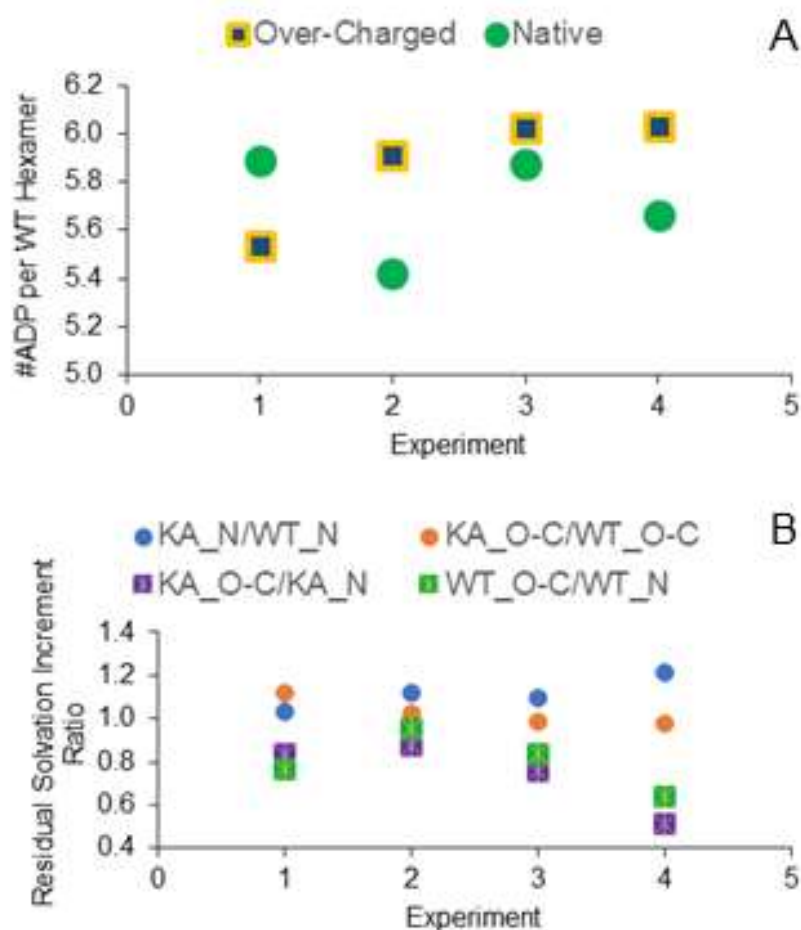 Over-Charged Native A
6.2
6.0
5.8
5.6
5.4
5.2
5.0
#ADP per WT Hexamer
0 1 2 3 4 5
Experiment
KA_N/WT_N KA_O-C/WT_O-C B
KA_O-C/KA_N WT_O-C/WT_N
1.4
1.2
1.0
0.8
0.6
0.4
Residual Solvation Increment
Ratio
0 1 2 3 4 5
Experiment